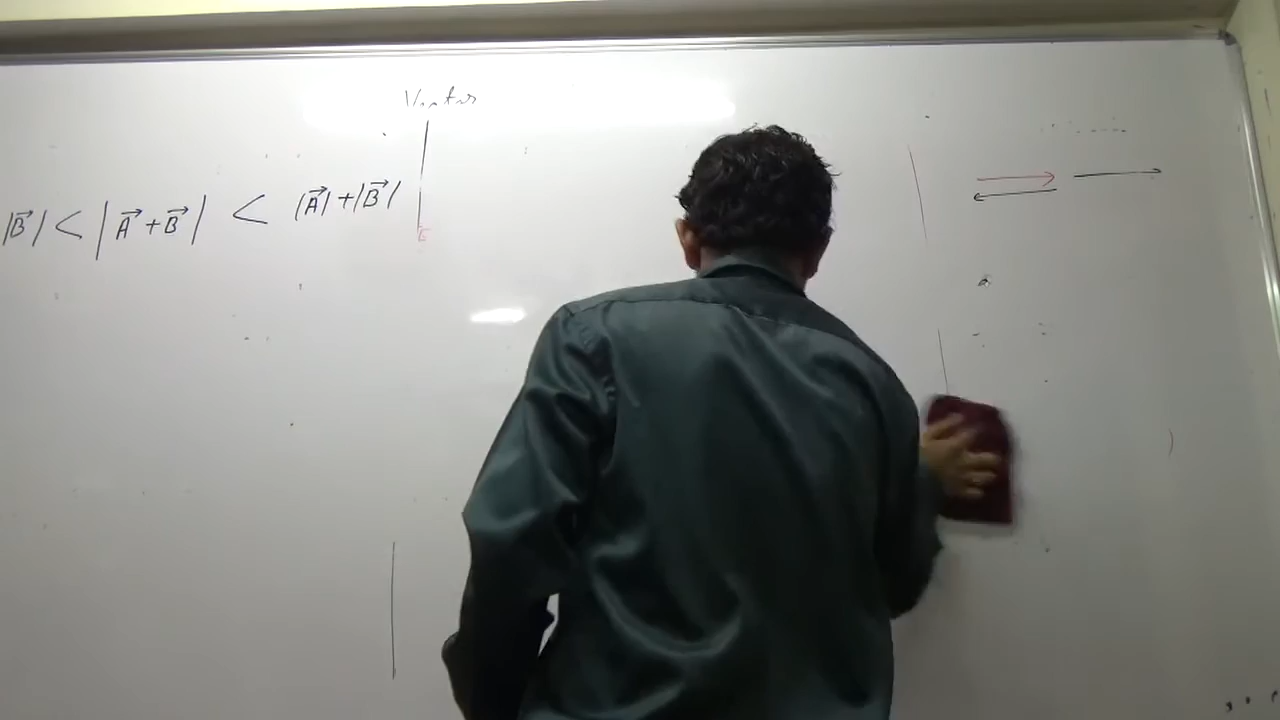 Vector
|B⃗| < |A⃗ + B⃗| < |A⃗| + |B⃗|